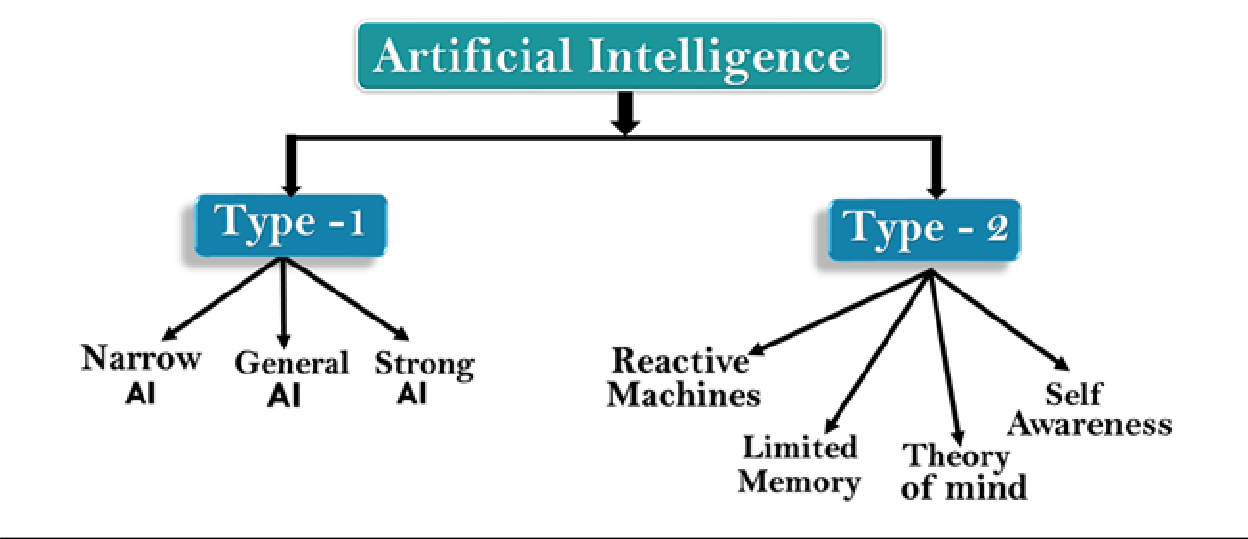 Artificial Intelligence
Type -1
Type - 2
Narrow
AI
General
AI
Strong
AI
Reactive
Machines
Limited
Memory
Theory
of mind
Self
Awareness